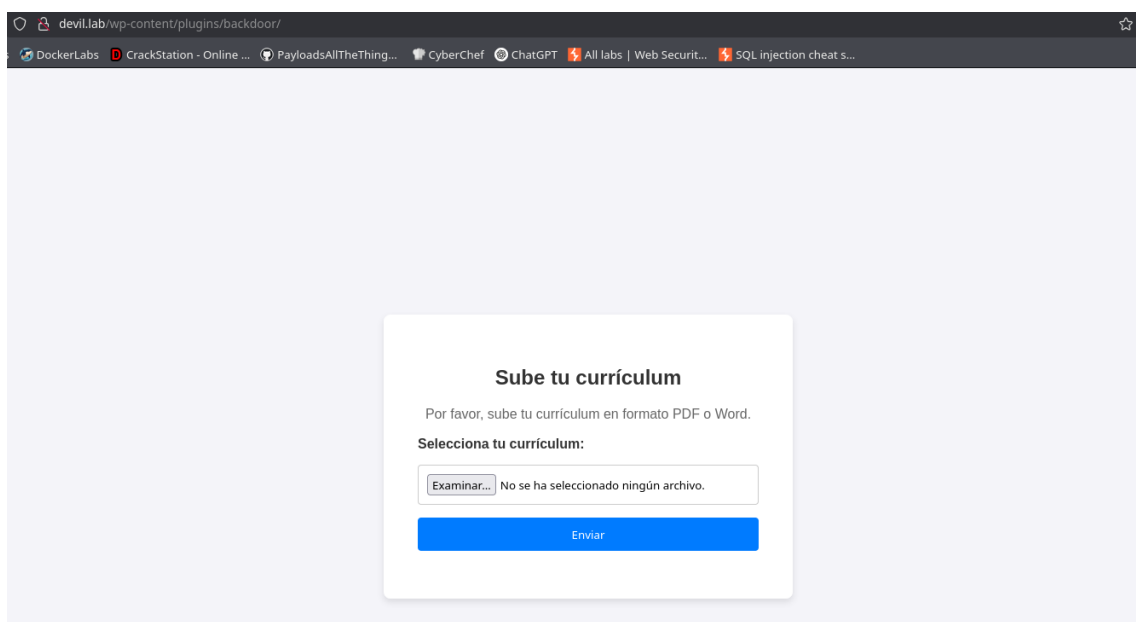 devil.lab/wp-content/plugins/backdoor/
DockerLabs CrackStation - Online ... PayloadsAllTheThing... CyberChef ChatGPT All labs | Web Securit... SQL injection cheat s...
Sube tu currículum
Por favor, sube tu currículum en formato PDF o Word.
Selecciona tu currículum:
Examinar... No se ha seleccionado ningún archivo.
Enviar